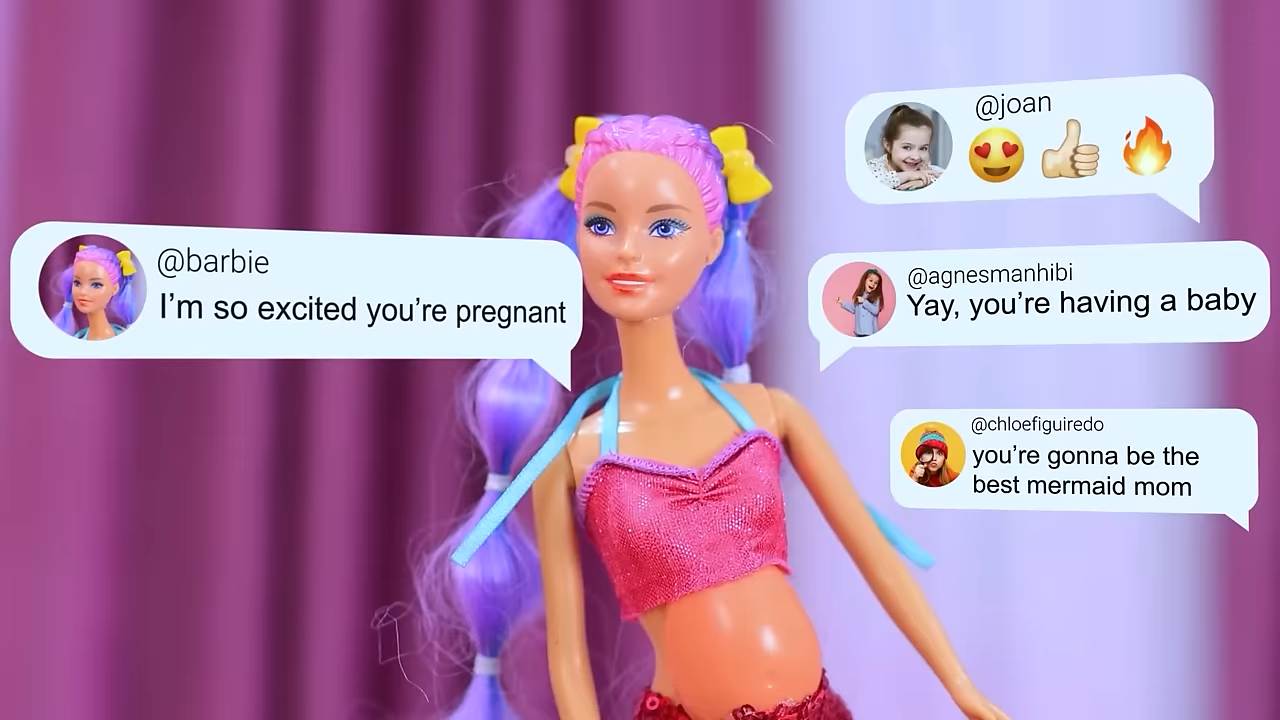 @barbie
I'm so excited you're pregnant
@joan
😍👍🏻🔥
@agnesmanhibi
Yay, you're having a baby
@chloefiguiredo
you're gonna be the
best mermaid mom